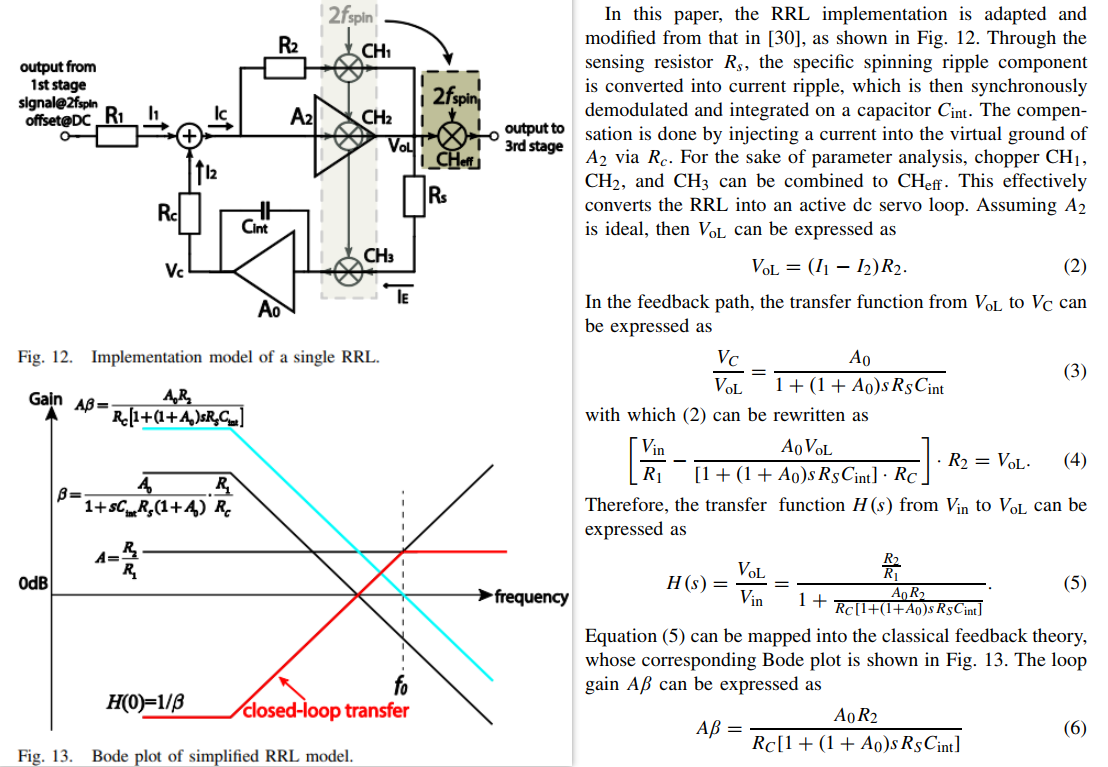 2fspin
R2
CH1
output from
1st stage
signal@2fspin
offset@DC
R1
I1
Ic
A2
CH2
VoL
2fspin
CHeff
output to
3rd stage
I2
Rc
Cint
Rs
Vc
CH3
IE
A0
Fig. 12. Implementation model of a single RRL.
Gain
Aβ= A0R2 / Rc[1+(1+A0)sRsCint]
β= A0 / 1+sCintRs(1+A0) · R1 / Rc
A= R2 / R1
0dB
frequency
f0
H(0)=1/β
closed-loop transfer
Fig. 13. Bode plot of simplified RRL model.
In this paper, the RRL implementation is adapted and
modified from that in [30], as shown in Fig. 12. Through the
sensing resistor Rs, the specific spinning ripple component
is converted into current ripple, which is then synchronously
demodulated and integrated on a capacitor Cint. The compen-
sation is done by injecting a current into the virtual ground of
A2 via Rc. For the sake of parameter analysis, chopper CH1,
CH2, and CH3 can be combined to CHeff. This effectively
converts the RRL into an active dc servo loop. Assuming A2
is ideal, then VoL can be expressed as
VoL = (I1 − I2)R2. (2)
In the feedback path, the transfer function from VoL to VC can
be expressed as
VC / VoL = A0 / 1 + (1 + A0)sRSCint (3)
with which (2) can be rewritten as
[Vin / R1 − A0VoL / [1 + (1 + A0)sRSCint] · RC] · R2 = VoL. (4)
Therefore, the transfer function H(s) from Vin to VoL can be
expressed as
H(s) = VoL / Vin = R2 / R1 / 1 + A0R2 / RC[1+(1+A0)sRSCint] . (5)
Equation (5) can be mapped into the classical feedback theory,
whose corresponding Bode plot is shown in Fig. 13. The loop
gain Aβ can be expressed as
Aβ = A0R2 / RC[1 + (1 + A0)sRSCint] (6)